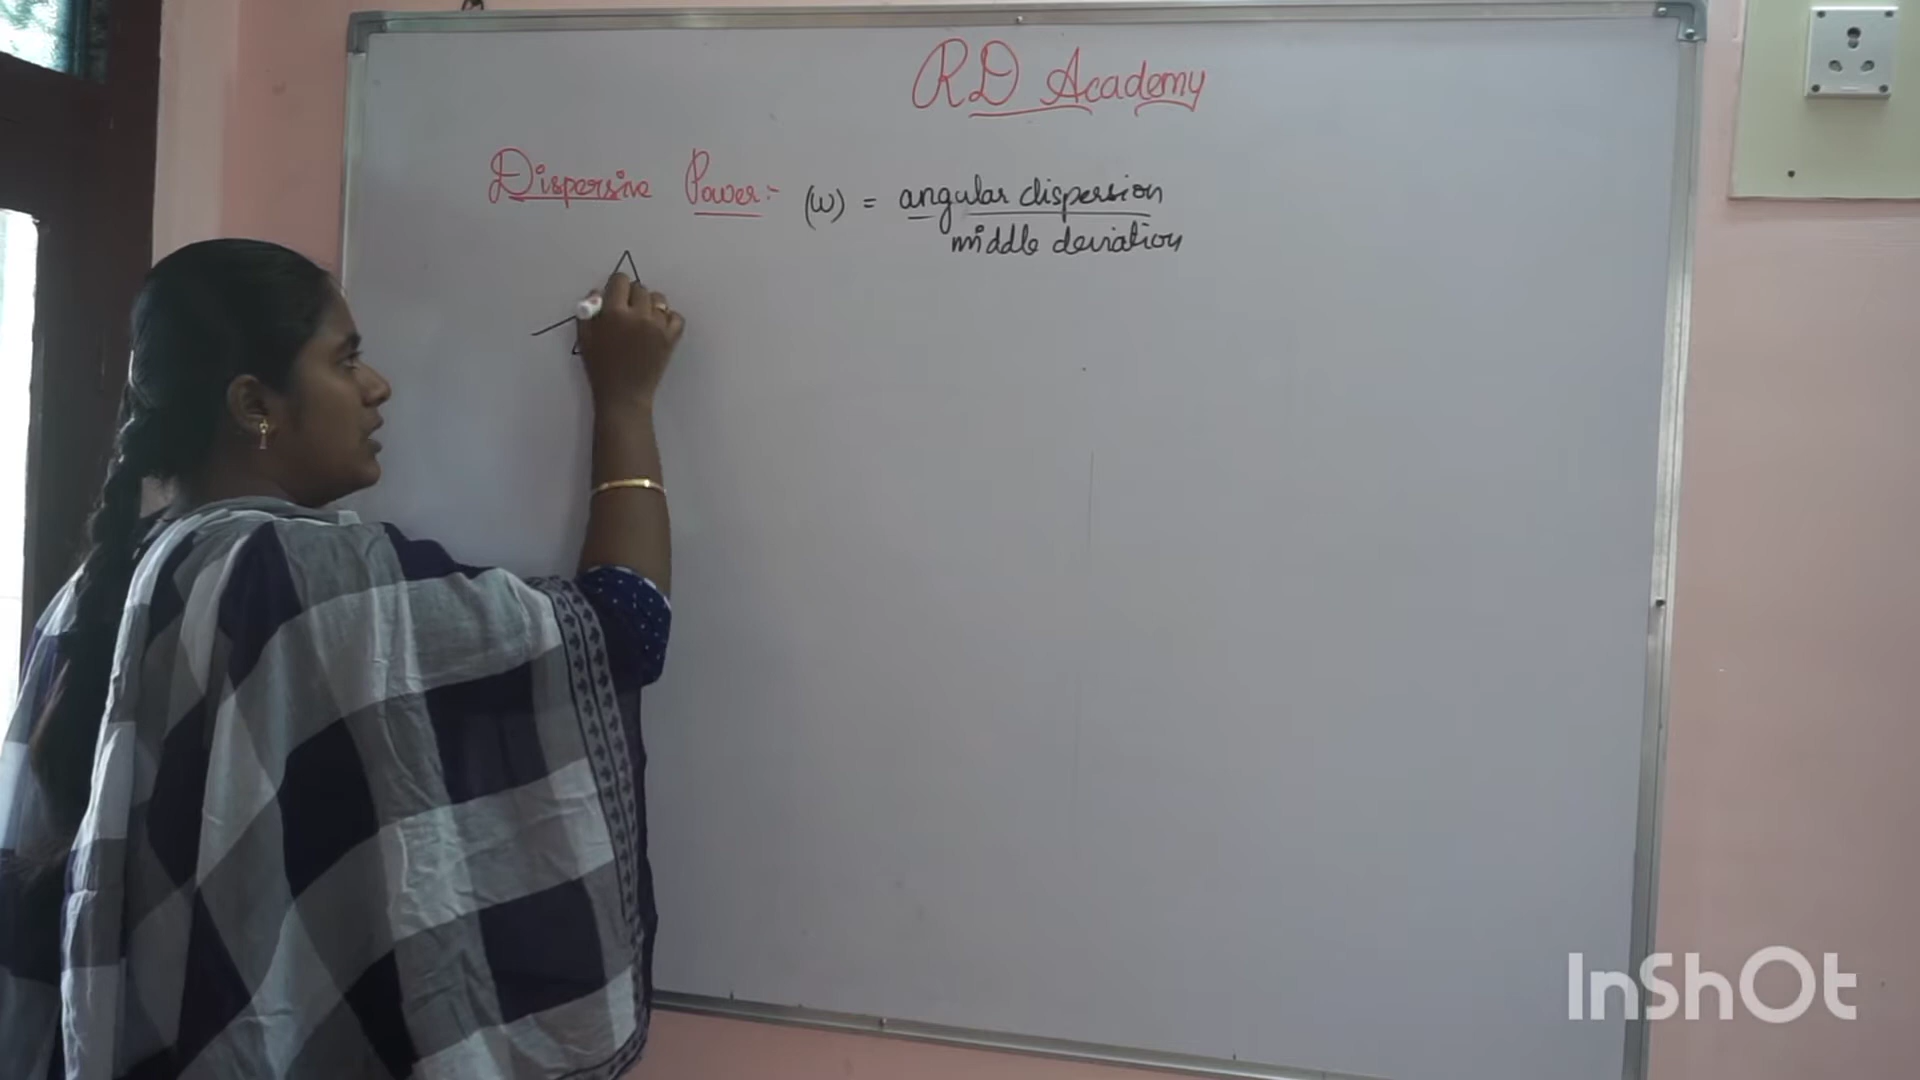 RD Academy
Dispersive Power:- (ω) = angular dispersion
middle deviation
InShOt